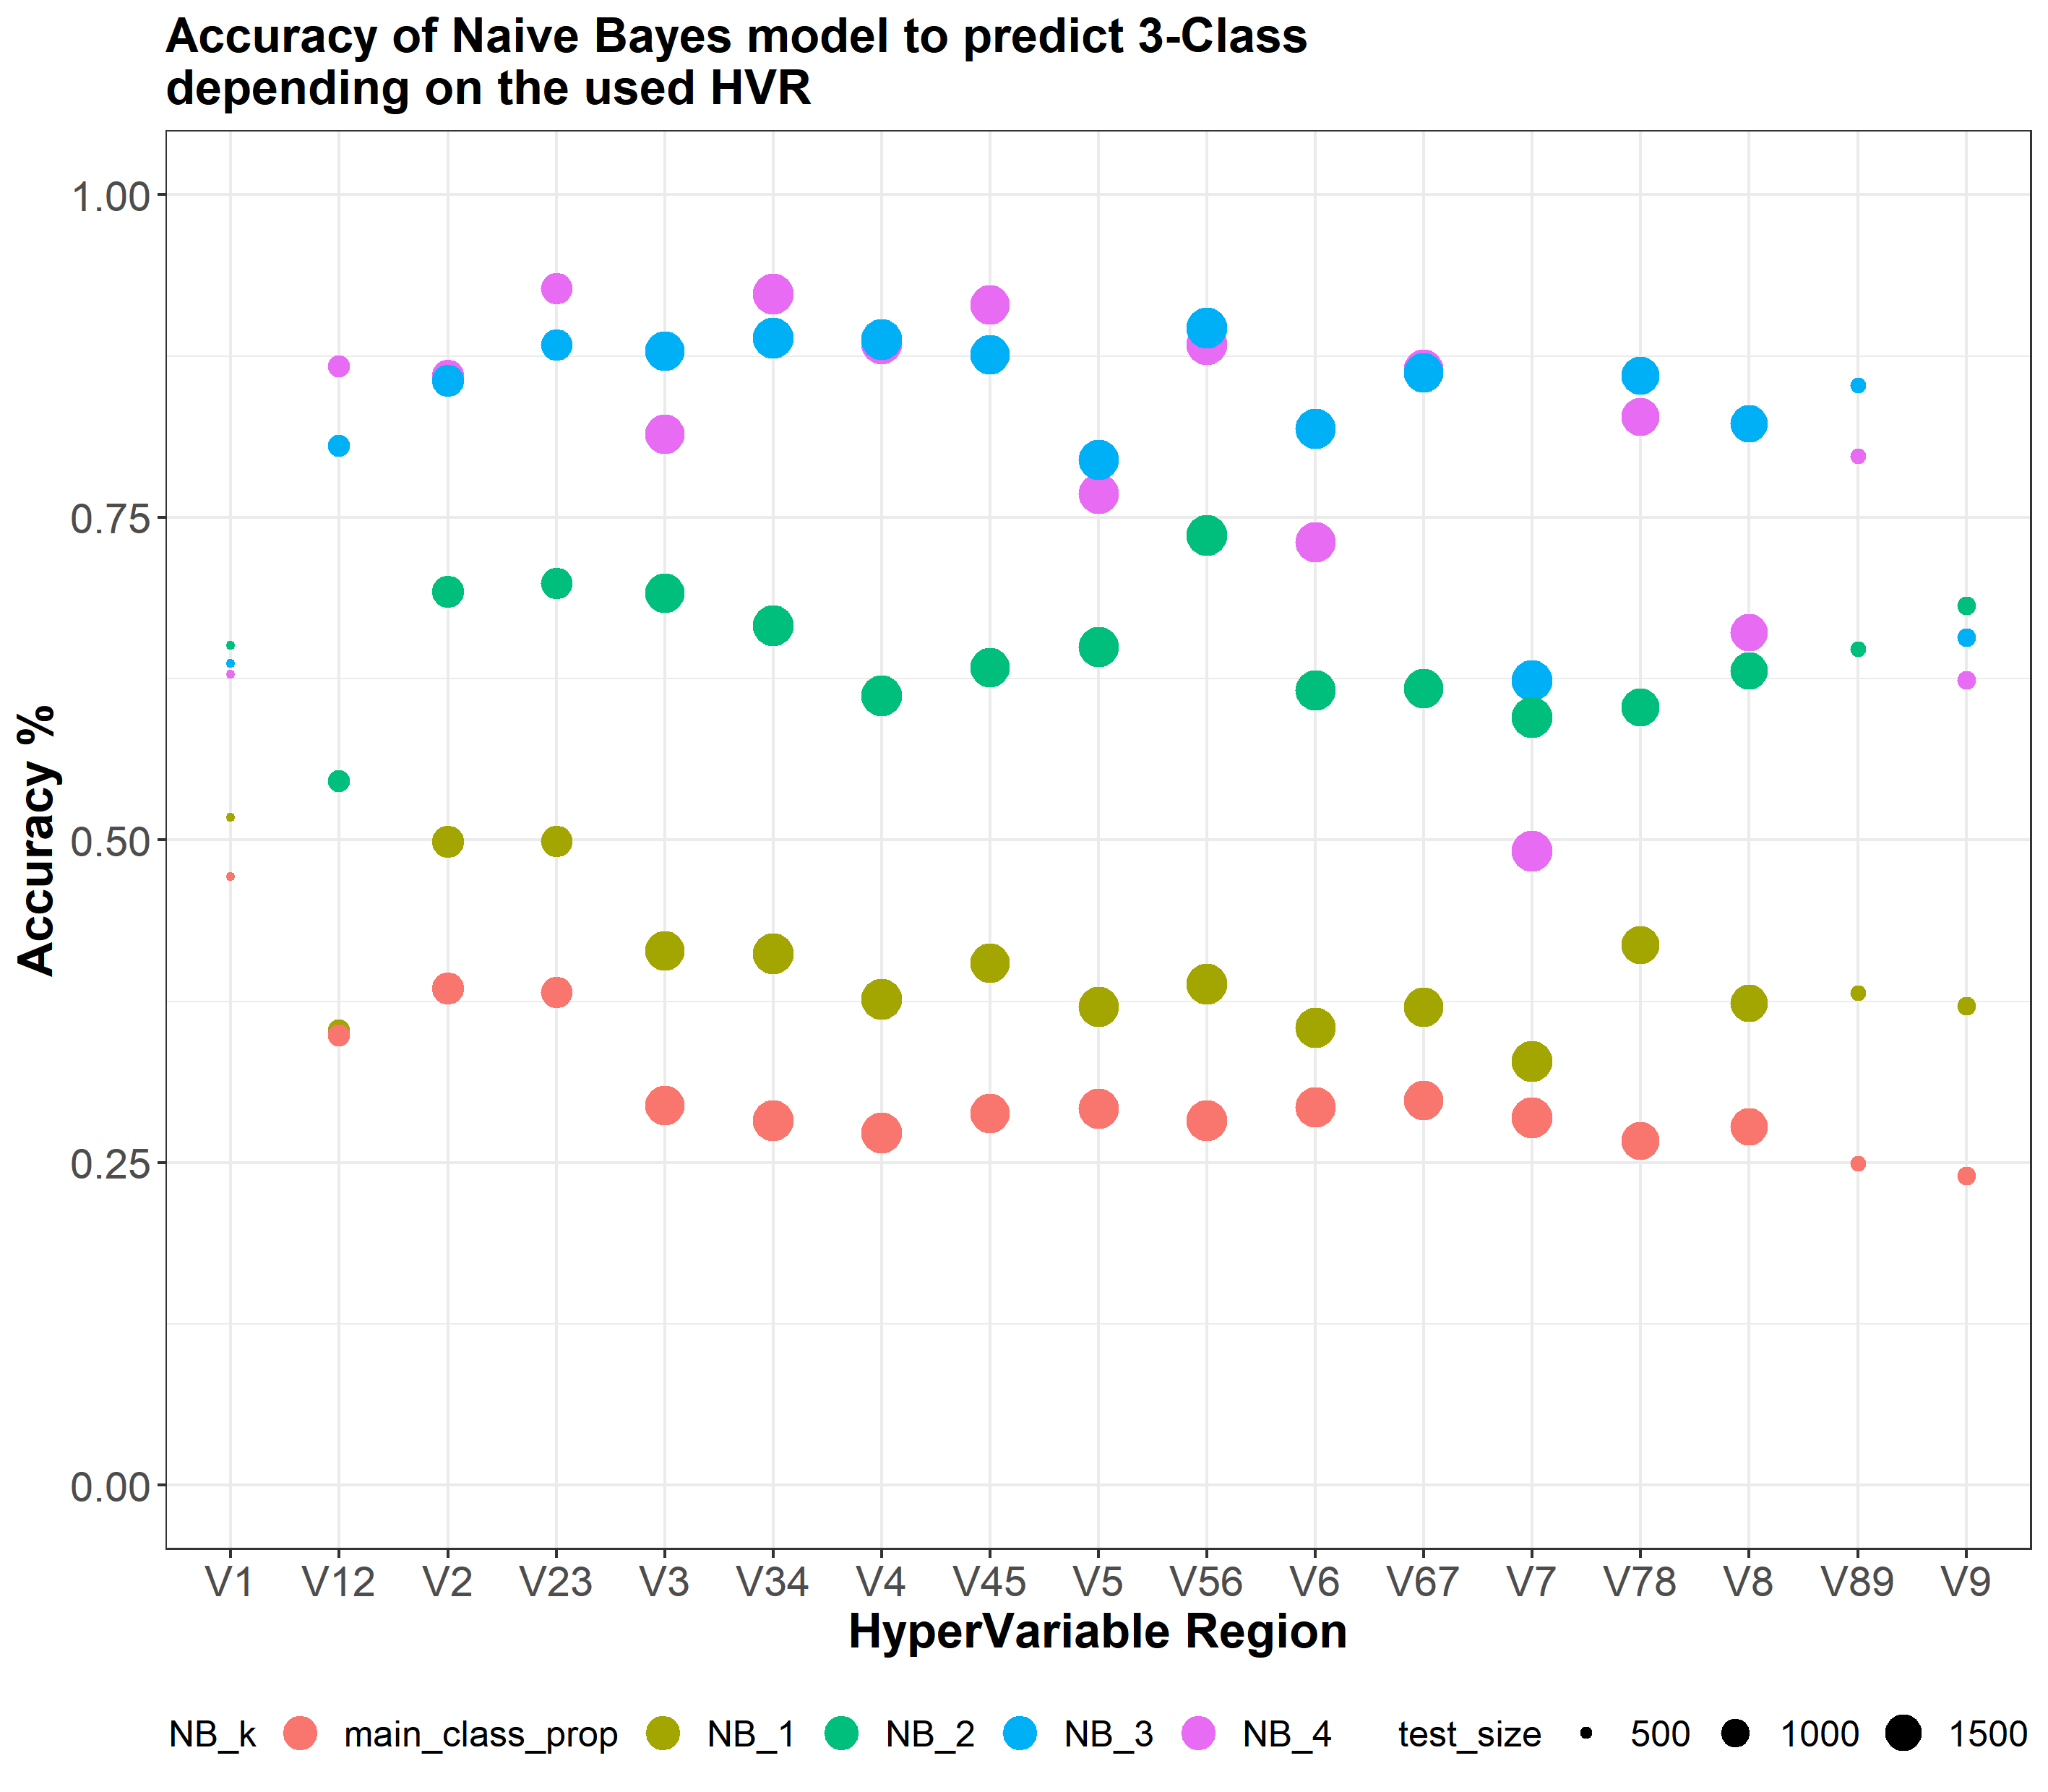 Accuracy of Naive Bayes model to predict 3-Class
depending on the used HVR
Accuracy %
1.00
0.75
0.50
0.25
0.00
V1 V12 V2 V23 V3 V34 V4 V45 V5 V56 V6 V67 V7 V78 V8 V89 V9
HyperVariable Region
NB_k main_class_prop NB_1 NB_2 NB_3 NB_4 test_size 500 1000 1500